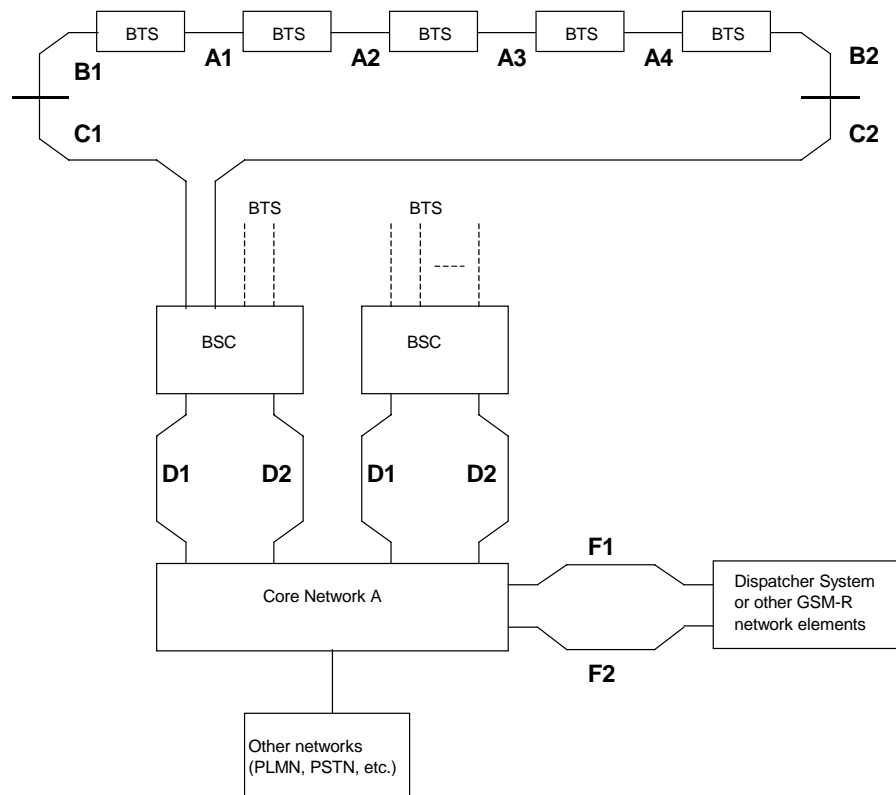 BTS BTS BTS BTS BTS
B1 A1 A2 A3 A4 B2
C1 C2
BTS BTS
BSC BSC
D1 D2 D1 D2
F1
Core Network A
Dispatcher System
or other GSM-R
network elements
F2
Other networks
(PLMN, PSTN, etc.)